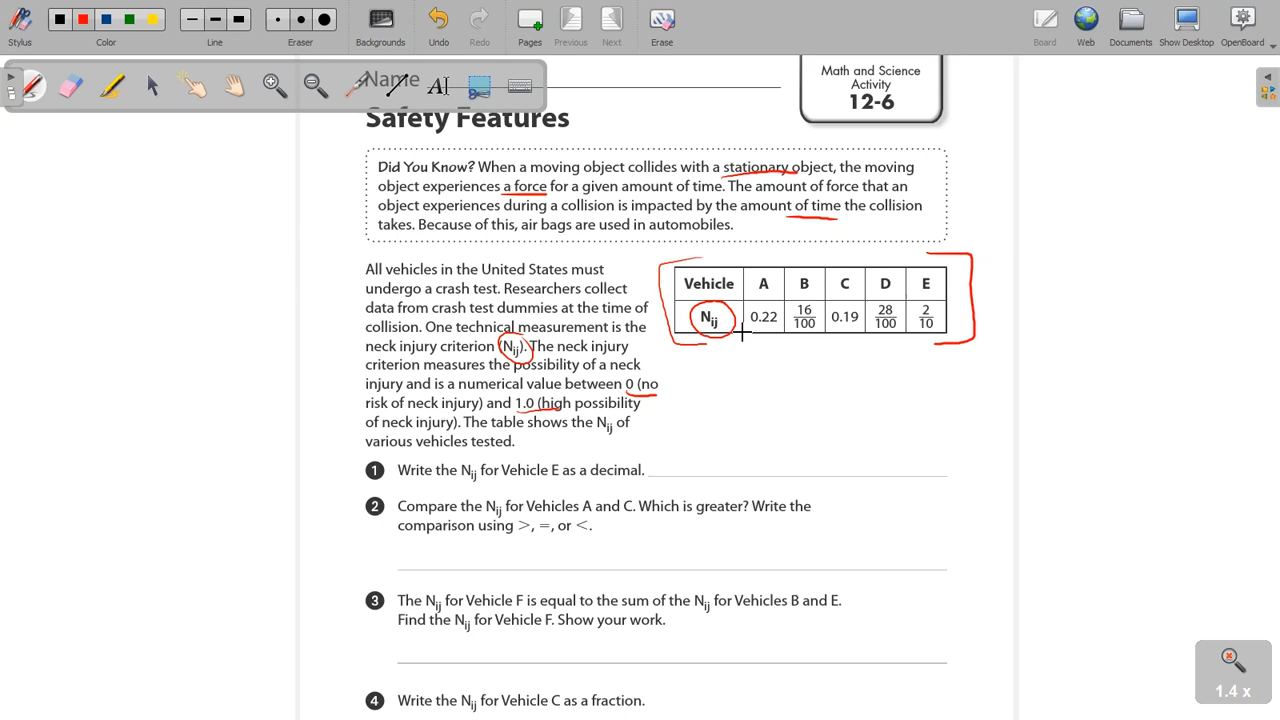 Stylus
Color
Line
Eraser
Backgrounds
Undo
Redo
Pages
Previous
Next
Erase
Board
Web
Documents
Show Desktop
OpenBoard
Name
Math and Science
Activity
12-6
Safety Features
Did You Know? When a moving object collides with a stationary object, the moving
object experiences a force for a given amount of time. The amount of force that an
object experiences during a collision is impacted by the amount of time the collision
takes. Because of this, air bags are used in automobiles.
All vehicles in the United States must
undergo a crash test. Researchers collect
data from crash test dummies at the time of
collision. One technical measurement is the
neck injury criterion (Nij). The neck injury
criterion measures the possibility of a neck
injury and is a numerical value between 0 (no
risk of neck injury) and 1.0 (high possibility
of neck injury). The table shows the Nij of
various vehicles tested.
Vehicle A B C D E
Nij 0.22 16/100 0.19 28/100 2/10
1 Write the Nij for Vehicle E as a decimal.
2 Compare the Nij for Vehicles A and C. Which is greater? Write the
comparison using >, =, or <.
3 The Nij for Vehicle F is equal to the sum of the Nij for Vehicles B and E.
Find the Nij for Vehicle F. Show your work.
4 Write the Nij for Vehicle C as a fraction.
1.4 x